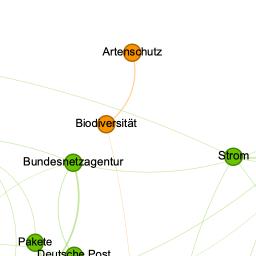 Artenschutz
Biodiversität
Bundesnetzagentur
Strom
Pakete
Deutsche Post